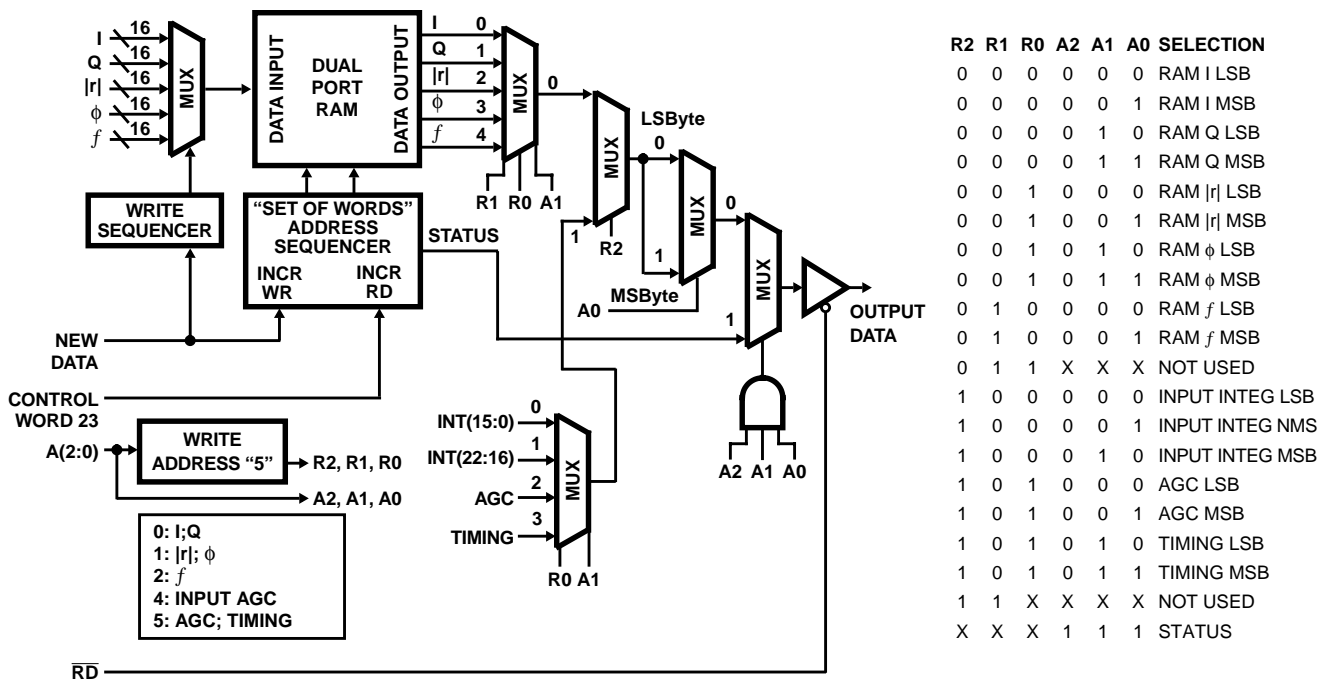 I 16
Q 16
|r| 16
ϕ 16
f 16
MUX
DATA INPUT
DUAL
PORT
RAM
DATA OUTPUT
I 0
Q 1
|r| 2
ϕ 3
f 4
MUX
0
R1 R0 A1
WRITE
SEQUENCER
“SET OF WORDS”
ADDRESS
SEQUENCER
INCR
WR
INCR
RD
STATUS
MUX
1
R2
LSByte
0
1
MSByte
A0
MUX
0
1
MUX
OUTPUT
DATA
NEW
DATA
CONTROL
WORD 23
A(2:0)
WRITE
ADDRESS “5”
R2, R1, R0
A2, A1, A0
0: I;Q
1: |r|; ϕ
2: f
4: INPUT AGC
5: AGC; TIMING
INT(15:0) 0
INT(22:16) 1
AGC 2
TIMING 3
MUX
R0 A1
A2 A1 A0
RD
R2 R1 R0 A2 A1 A0 SELECTION
0 0 0 0 0 0 RAM I LSB
0 0 0 0 0 1 RAM I MSB
0 0 0 0 1 0 RAM Q LSB
0 0 0 0 1 1 RAM Q MSB
0 0 1 0 0 0 RAM |r| LSB
0 0 1 0 0 1 RAM |r| MSB
0 0 1 0 1 0 RAM ϕ LSB
0 0 1 0 1 1 RAM ϕ MSB
0 1 0 0 0 0 RAM f LSB
0 1 0 0 0 1 RAM f MSB
0 1 1 X X X NOT USED
1 0 0 0 0 0 INPUT INTEG LSB
1 0 0 0 0 1 INPUT INTEG NMS
1 0 0 0 1 0 INPUT INTEG MSB
1 0 1 0 0 0 AGC LSB
1 0 1 0 0 1 AGC MSB
1 0 1 0 1 0 TIMING LSB
1 0 1 0 1 1 TIMING MSB
1 1 X X X X NOT USED
X X X 1 1 1 STATUS